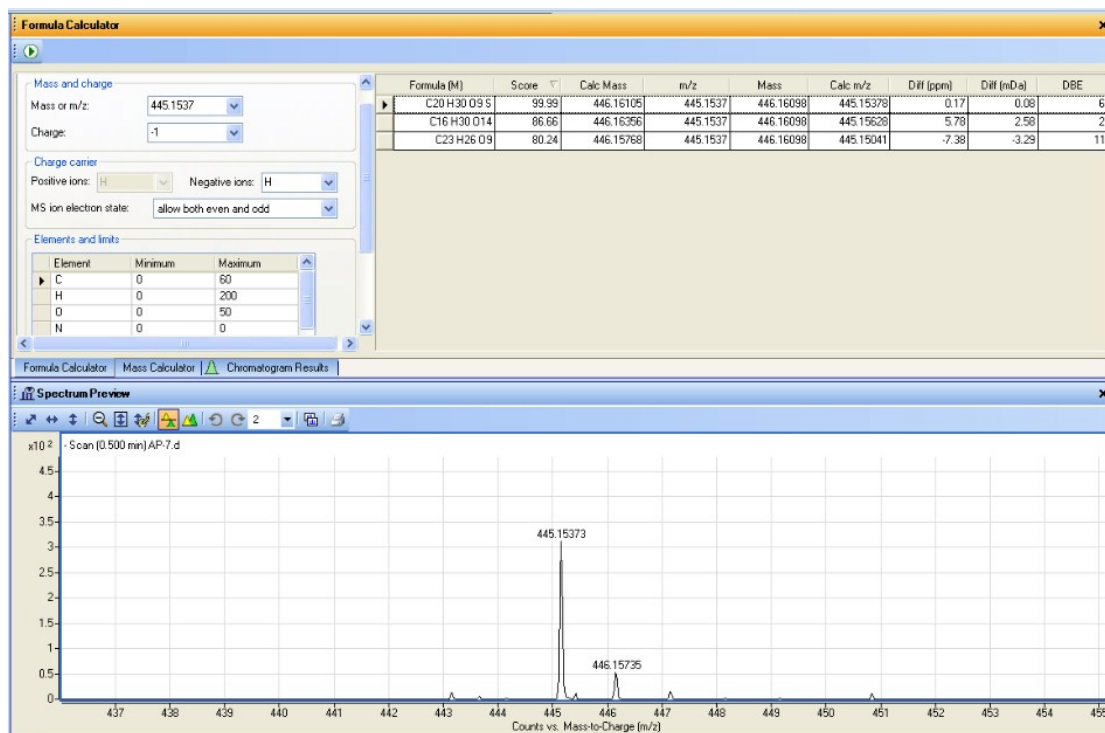 Formula Calculator
Mass and charge
Mass or m/z: 445.1537
Charge: -1
Charge carrier
Positive ions: H Negative ions: H
MS ion electron state: allow both even and odd
Elements and limits
Element Minimum Maximum
C 0 60
H 0 200
O 0 50
N 0 0
Formula (M) Score Calc Mass m/z Mass Calc m/z Diff (ppm) Diff (mDa) DBE
C20 H30 O9 S 99.99 446.16105 445.1537 446.16098 445.15378 0.17 0.08 6
C16 H30 O14 86.66 446.16356 445.1537 446.16098 445.15628 5.78 2.58 2
C23 H26 O9 80.24 446.15768 445.1537 446.16098 445.15041 -7.38 -3.29 11
Formula Calculator Mass Calculator Chromatogram Results
Spectrum Preview
2
x10 2 - Scan (0.500 min) AP-7.d
4.5
4
3.5
445.15373
3
2.5
2
1.5
1
446.15735
0.5
0
437 438 439 440 441 442 443 444 445 446 447 448 449 450 451 452 453 454 455
Counts vs. Mass-to-Charge (m/z)